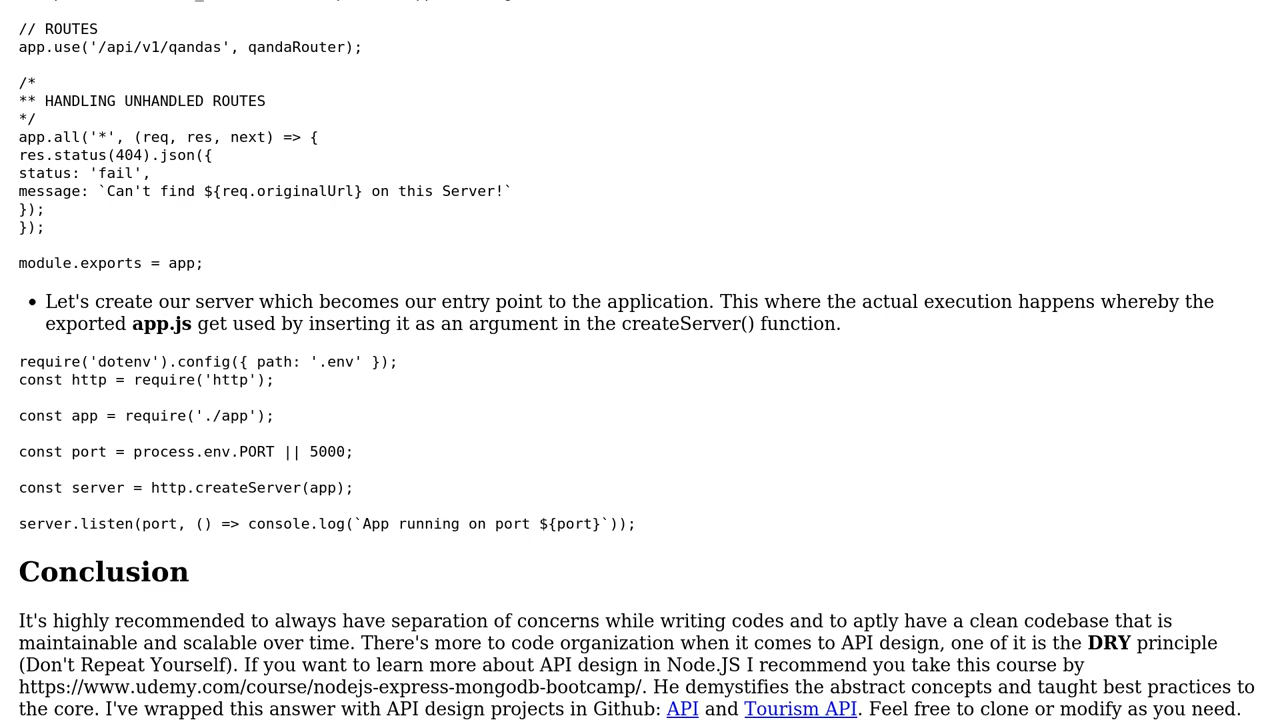 // ROUTES
app.use('/api/v1/qandas', qandaRouter);
/*
** HANDLING UNHANDLED ROUTES
*/
app.all('*', (req, res, next) => {
res.status(404).json({
status: 'fail',
message: `Can't find ${req.originalUrl} on this Server!`
});
});
module.exports = app;
• Let's create our server which becomes our entry point to the application. This where the actual execution happens whereby the
exported app.js get used by inserting it as an argument in the createServer() function.
require('dotenv').config({ path: '.env' });
const http = require('http');
const app = require('./app');
const port = process.env.PORT || 5000;
const server = http.createServer(app);
server.listen(port, () => console.log(`App running on port ${port}`));
Conclusion
It's highly recommended to always have separation of concerns while writing codes and to aptly have a clean codebase that is
maintainable and scalable over time. There's more to code organization when it comes to API design, one of it is the DRY principle
(Don't Repeat Yourself). If you want to learn more about API design in Node.JS I recommend you take this course by
https://www.udemy.com/course/nodejs-express-mongodb-bootcamp/. He demystifies the abstract concepts and taught best practices to
the core. I've wrapped this answer with API design projects in Github: API and Tourism API. Feel free to clone or modify as you need.